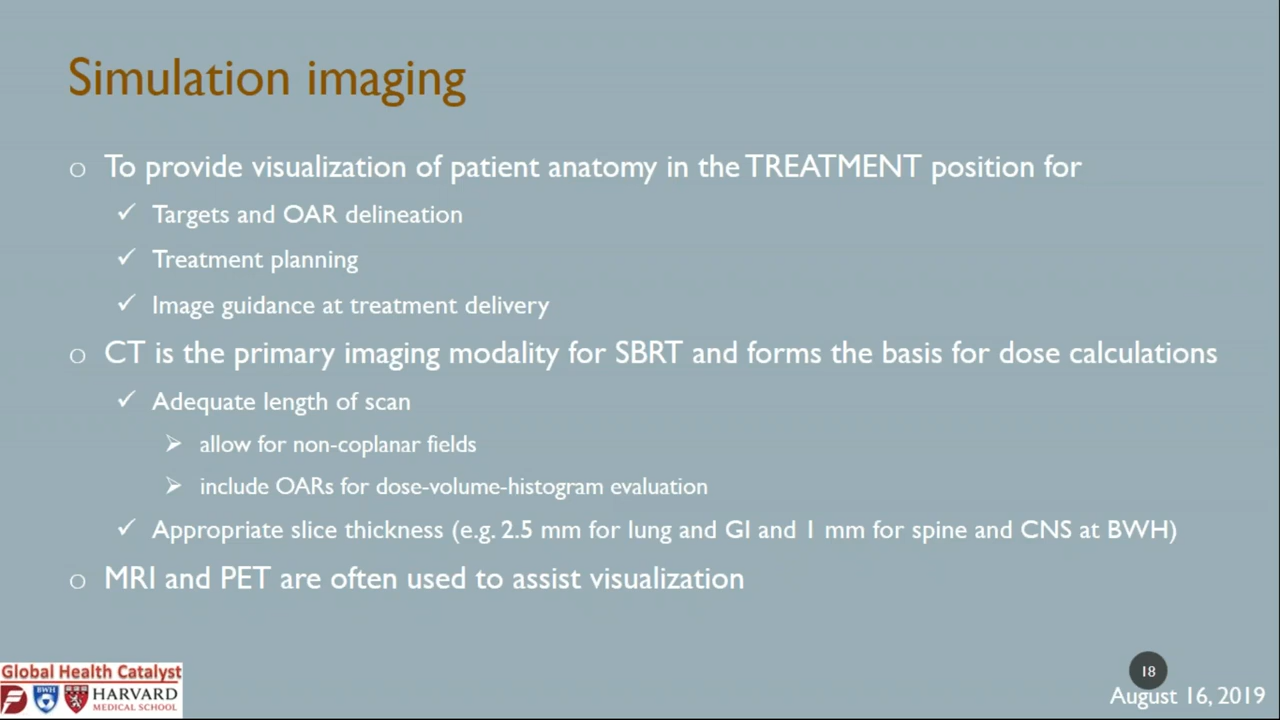 Simulation imaging
o To provide visualization of patient anatomy in the TREATMENT position for
✓ Targets and OAR delineation
✓ Treatment planning
✓ Image guidance at treatment delivery
o CT is the primary imaging modality for SBRT and forms the basis for dose calculations
✓ Adequate length of scan
➢ allow for non-coplanar fields
➢ include OARs for dose-volume-histogram evaluation
✓ Appropriate slice thickness (e.g. 2.5 mm for lung and GI and 1 mm for spine and CNS at BWH)
o MRI and PET are often used to assist visualization
Global Health Catalyst
BWH
HARVARD
MEDICAL SCHOOL
18
August 16, 2019